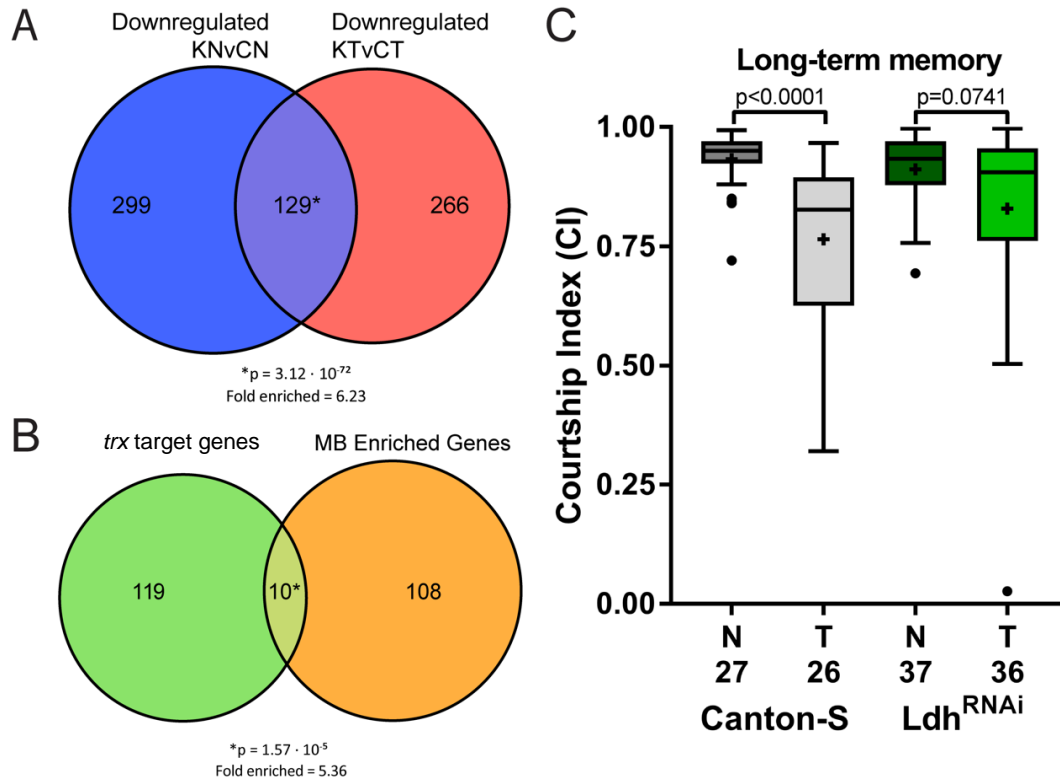 A
Downregulated
KNvCN
Downregulated
KTvCT
299
129*
266
*p = 3.12 · 10⁻⁷²
Fold enriched = 6.23
B
trx target genes
MB Enriched Genes
119
10*
108
*p = 1.57 · 10⁻⁵
Fold enriched = 5.36
C
Long-term memory
p<0.0001
p=0.0741
Courtship Index (CI)
1.00
0.75
0.50
0.25
0.00
N T N T
27 26 37 36
Canton-S Ldh^RNAi